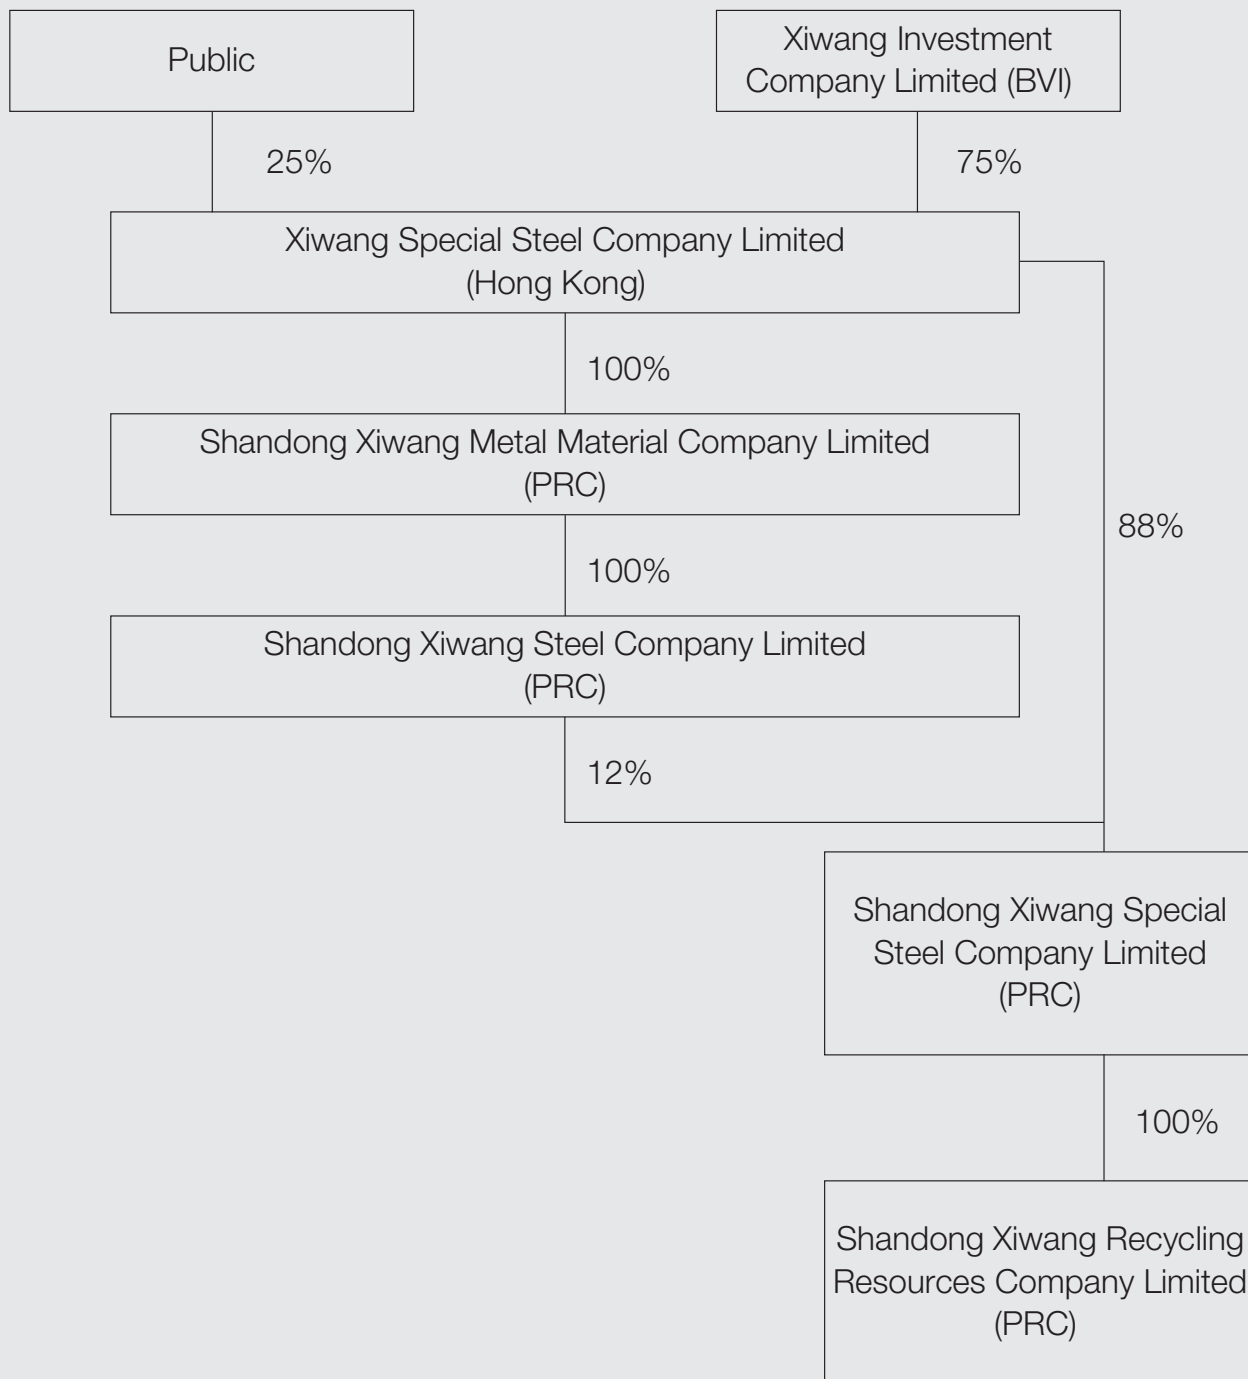 Public
Xiwang Investment
Company Limited (BVI)
25%
75%
Xiwang Special Steel Company Limited
(Hong Kong)
100%
Shandong Xiwang Metal Material Company Limited
(PRC)
88%
100%
Shandong Xiwang Steel Company Limited
(PRC)
12%
Shandong Xiwang Special
Steel Company Limited
(PRC)
100%
Shandong Xiwang Recycling
Resources Company Limited
(PRC)